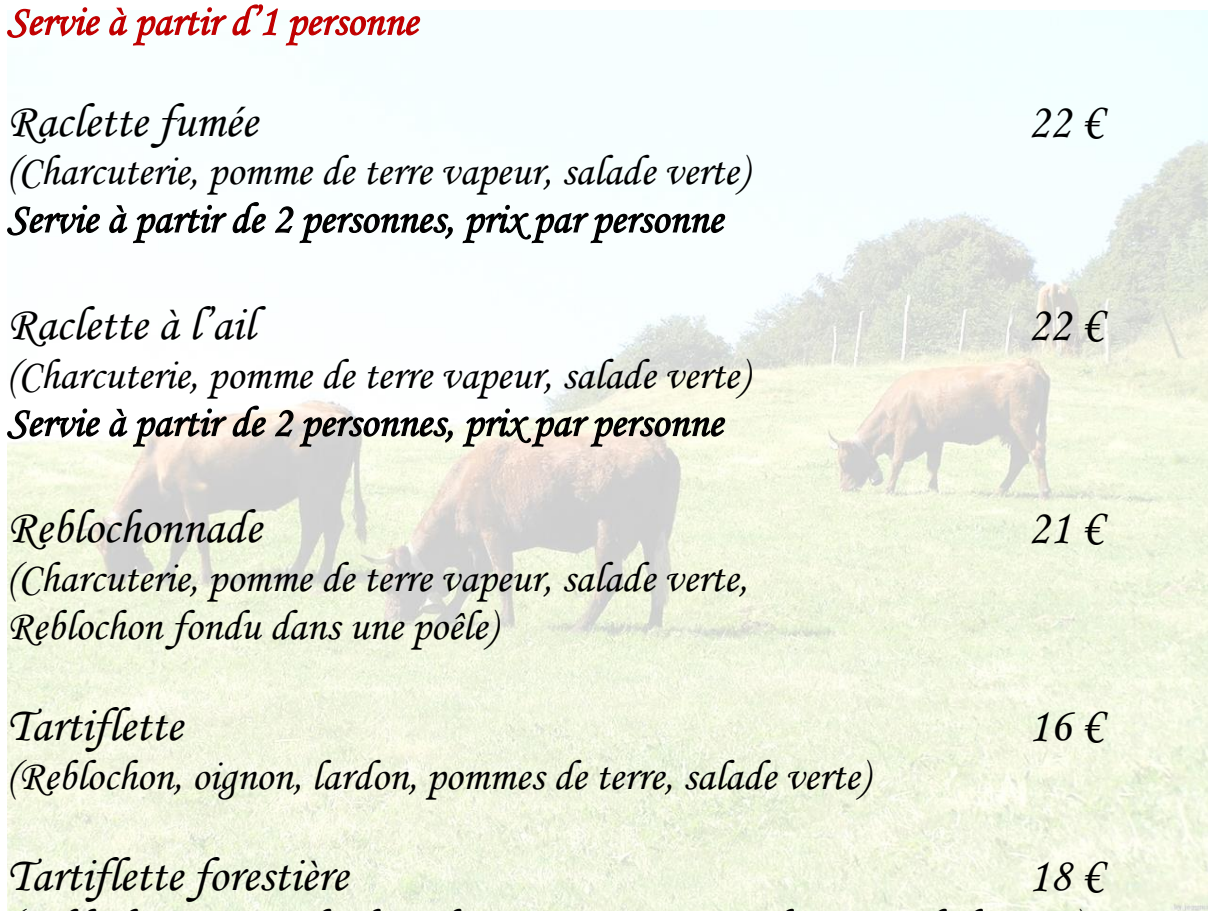 Servie à partir d'1 personne
Raclette fumée 22 €
(Charcuterie, pomme de terre vapeur, salade verte)
Servie à partir de 2 personnes, prix par personne
Raclette à l'ail 22 €
(Charcuterie, pomme de terre vapeur, salade verte)
Servie à partir de 2 personnes, prix par personne
Reblochonnade 21 €
(Charcuterie, pomme de terre vapeur, salade verte,
Reblochon fondu dans une poêle)
Tartiflette 16 €
(Reblochon, oignon, lardon, pommes de terre, salade verte)
Tartiflette forestière 18 €